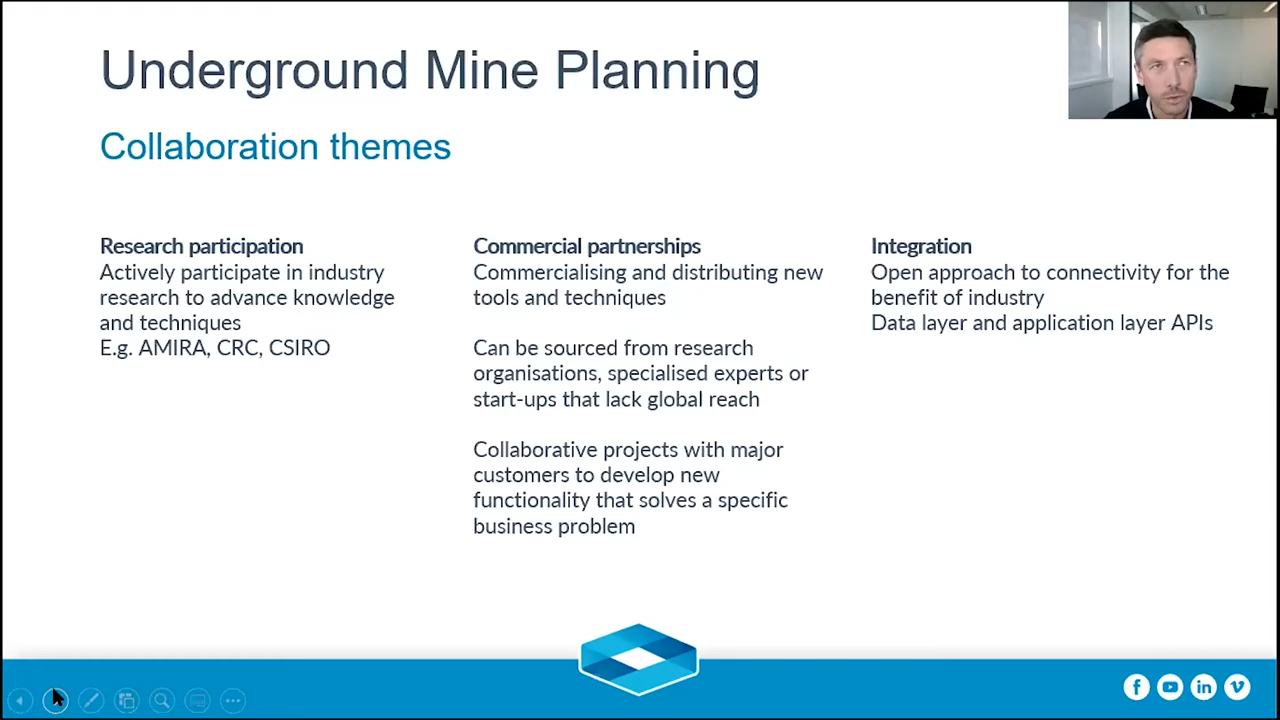 Underground Mine Planning
Collaboration themes
Research participation
Actively participate in industry
research to advance knowledge
and techniques
E.g. AMIRA, CRC, CSIRO
Commercial partnerships
Commercialising and distributing new
tools and techniques
Can be sourced from research
organisations, specialised experts or
start-ups that lack global reach
Collaborative projects with major
customers to develop new
functionality that solves a specific
business problem
Integration
Open approach to connectivity for the
benefit of industry
Data layer and application layer APIs